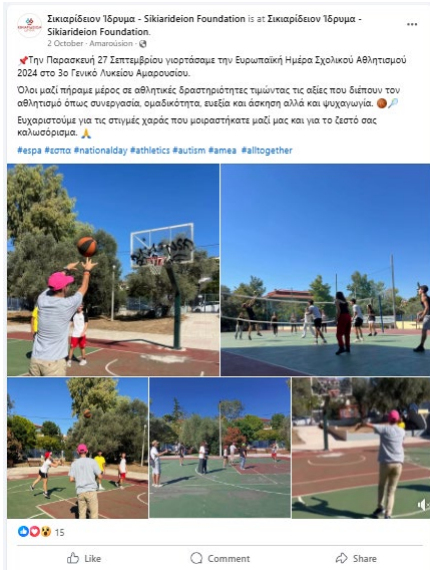 Σικιαρίδειον Ίδρυμα - Sikiarideion Foundation is at Σικιαρίδειον Ίδρυμα -
Sikiarideion Foundation.
2 October · Amaroúsion ·
📌Την Παρασκευή 27 Σεπτεμβρίου γιορτάσαμε την Ευρωπαϊκή Ημέρα Σχολικού Αθλητισμού
2024 στο 3ο Γενικό Λυκείου Αμαρουσίου.
Όλοι μαζί πήραμε μέρος σε αθλητικές δραστηριότητες τιμώντας τις αξίες που διέπουν τον
αθλητισμό όπως συνεργασία, ομαδικότητα, ευεξία και άσκηση αλλά και ψυχαγωγία. 🏀🏸
Ευχαριστούμε για τις στιγμές χαράς που μοιραστήκατε μαζί μας και για το ζεστό σας
καλωσόρισμα. 🙏
#espa #εσπα #nationalday #athletics #autism #amea #alltogether
15
Like Comment Share